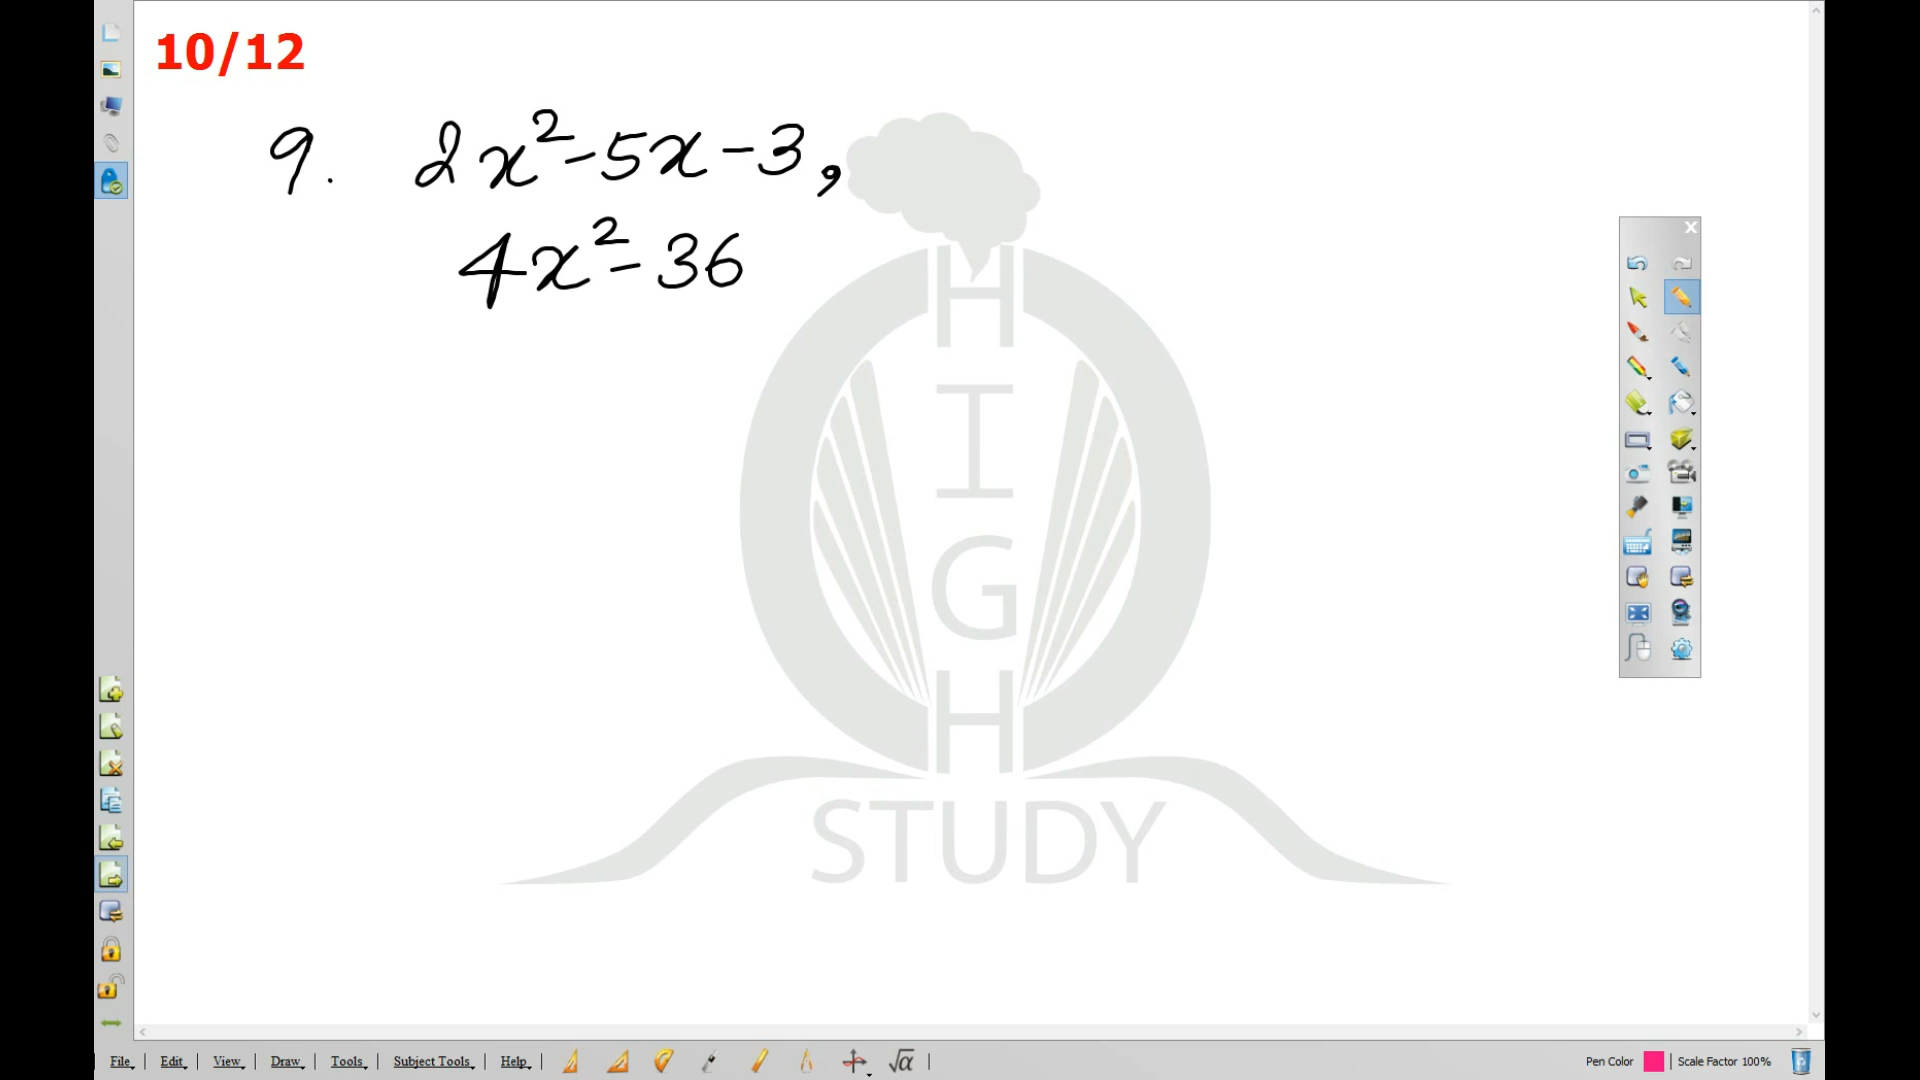 10/12
9. 2x²-5x-3,
4x²-36
HIGH
STUDY
File
Edit
View
Draw
Tools
Subject Tools
Help
√α
Pen Color
Scale Factor 100%